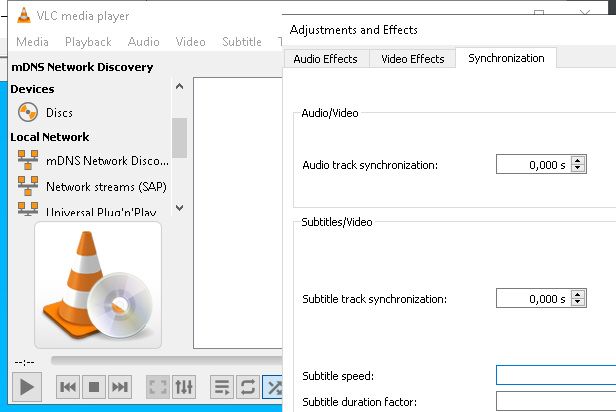 VLC media player
Media Playback Audio Video Subtitle
mDNS Network Discovery
Devices
Discs
Local Network
mDNS Network Disco...
Network streams (SAP)
Universal Plug'n'Play
--:--
Adjustments and Effects
Audio Effects Video Effects Synchronization
Audio/Video
Audio track synchronization: 0,000 s
Subtitles/Video
Subtitle track synchronization: 0,000 s
Subtitle speed:
Subtitle duration factor: